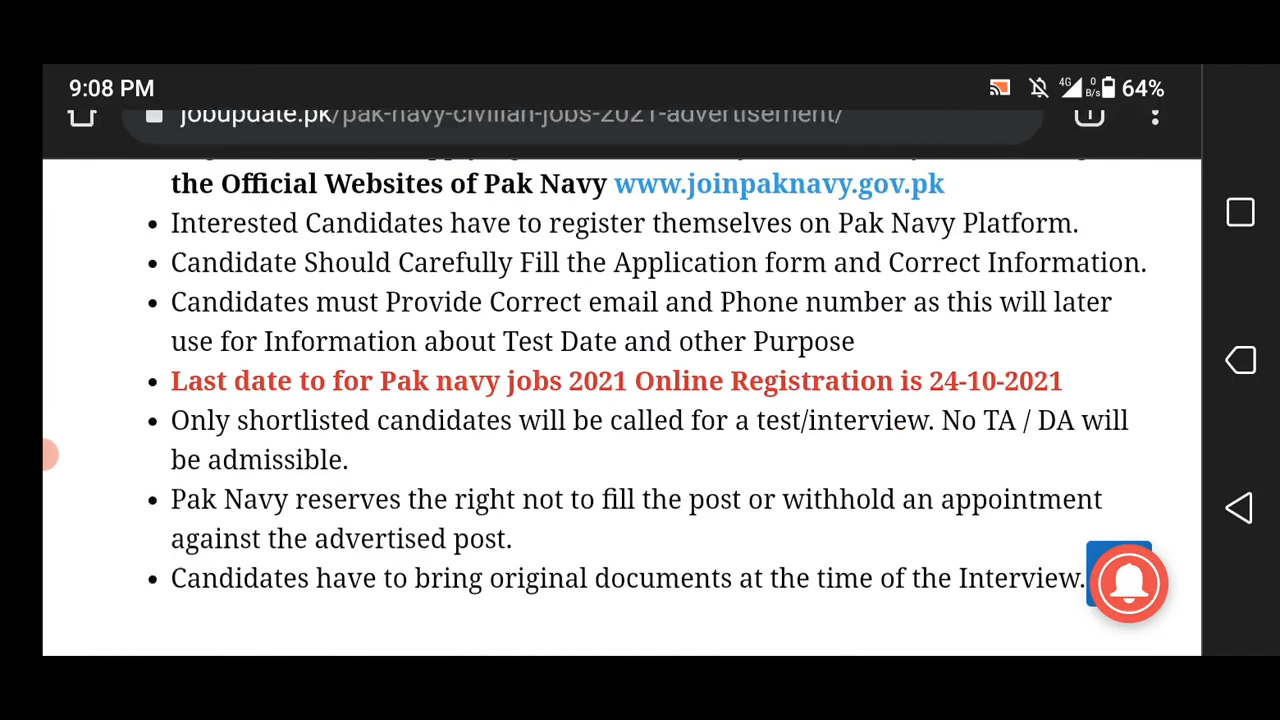 9:08 PM
4G 0 B/s 64%
jobupdate.pk/pak-navy-civilian-jobs-2021-advertisement/
the Official Websites of Pak Navy www.joinpaknavy.gov.pk
• Interested Candidates have to register themselves on Pak Navy Platform.
• Candidate Should Carefully Fill the Application form and Correct Information.
• Candidates must Provide Correct email and Phone number as this will later
use for Information about Test Date and other Purpose
• Last date to for Pak navy jobs 2021 Online Registration is 24-10-2021
• Only shortlisted candidates will be called for a test/interview. No TA / DA will
be admissible.
• Pak Navy reserves the right not to fill the post or withhold an appointment
against the advertised post.
• Candidates have to bring original documents at the time of the Interview.